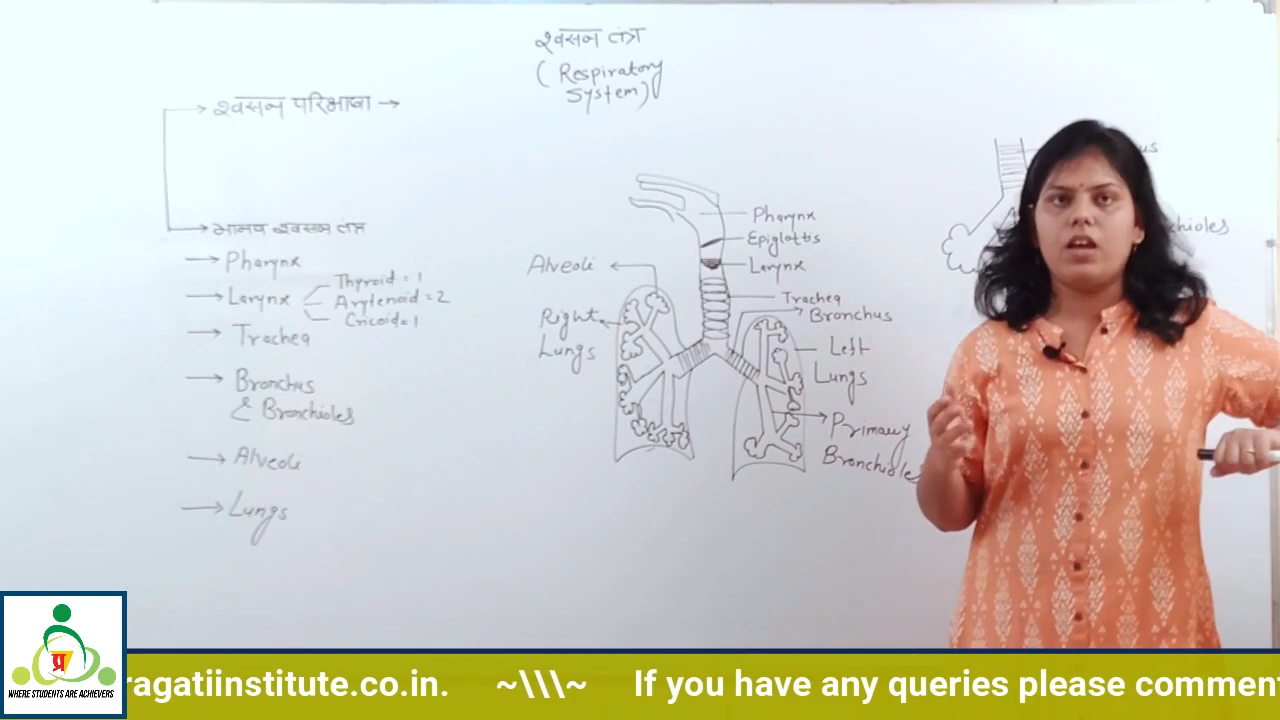 श्वसन तंत्र
(Respiratory
System)
→ श्वसन परिभाषा →
→ मानव श्वसन तंत्र
→ Pharynx
→ Larynx
Thyroid = 1
Arytenoid = 2
Cricoid = 1
→ Trachea
→ Bronchus
& Bronchioles
→ Alveoli
→ Lungs
Pharynx
Epiglottis
Larynx
Alveoli
Trachea
Bronchus
Right
Lungs
Left
Lungs
Primary
Bronchioles
chioles
प्र
WHERE STUDENTS ARE ACHIEVERS
ragatiinstitute.co.in. ~\\\~ If you have any queries please comment